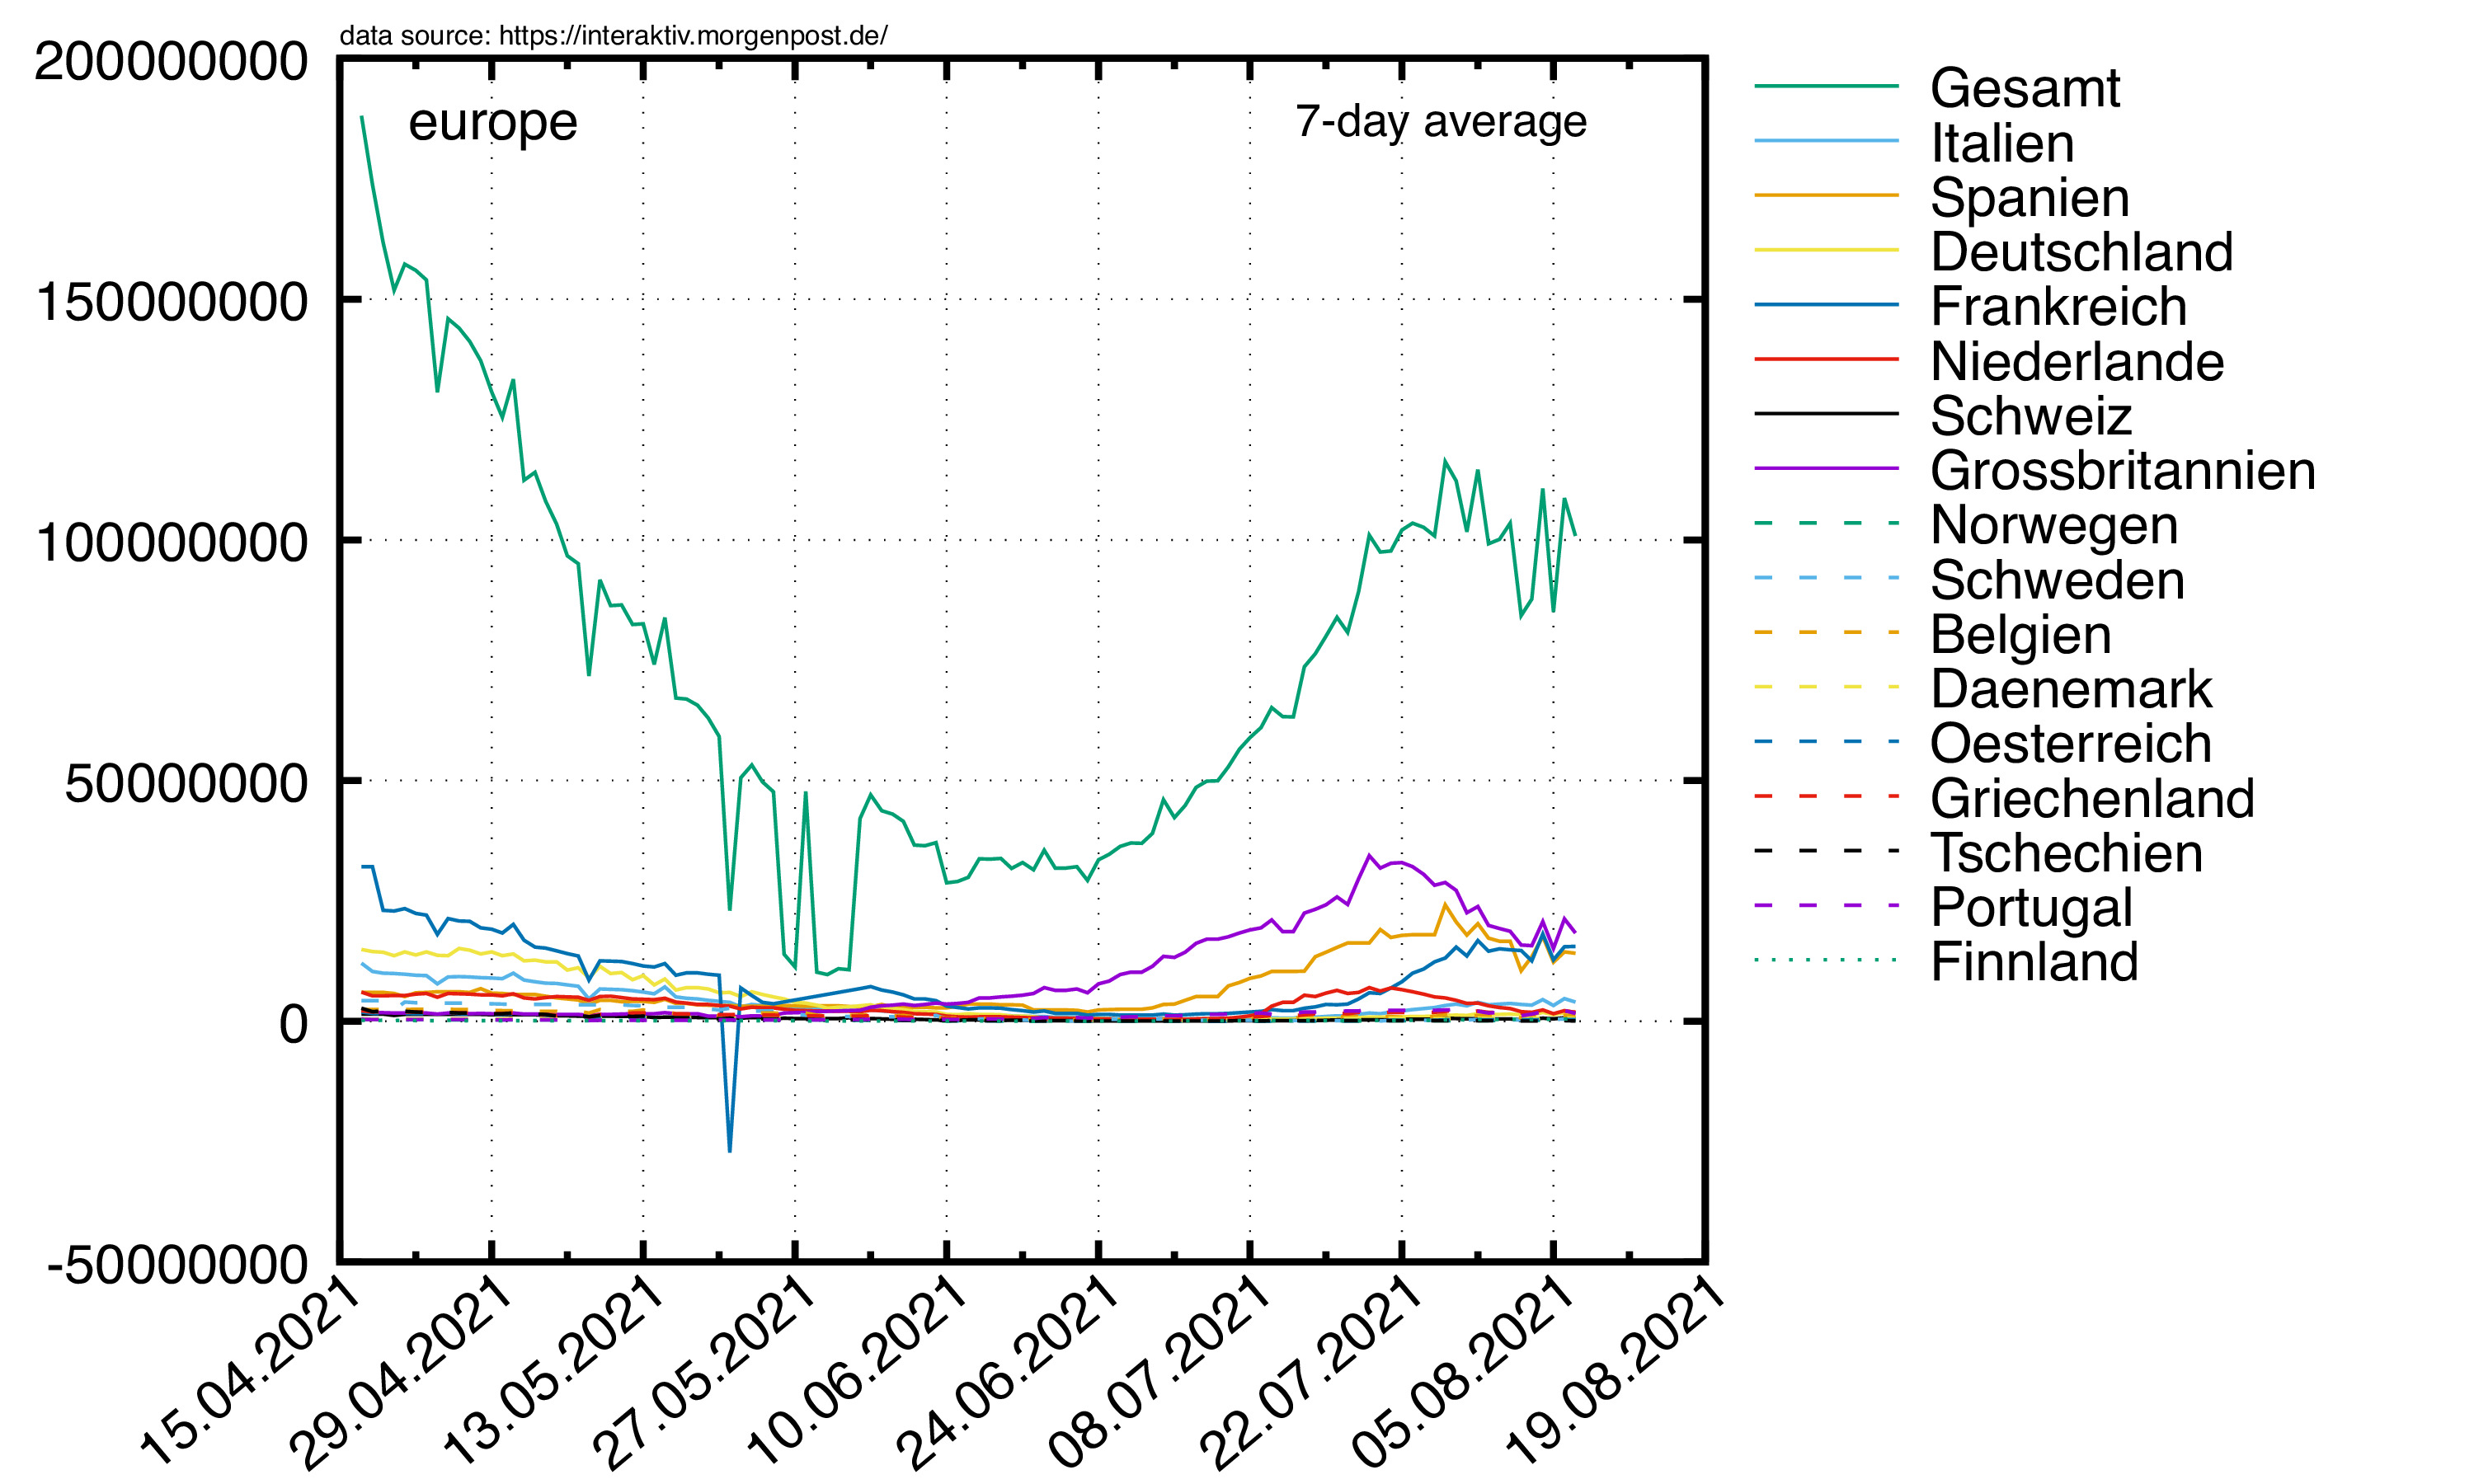 data source: https://interaktiv.morgenpost.de/
europe
7-day average
200000000
150000000
100000000
50000000
0
-50000000
15.04.2021
29.04.2021
13.05.2021
27.05.2021
10.06.2021
24.06.2021
08.07.2021
22.07.2021
05.08.2021
19.08.2021
Gesamt
Italien
Spanien
Deutschland
Frankreich
Niederlande
Schweiz
Grossbritannien
Norwegen
Schweden
Belgien
Daenemark
Oesterreich
Griechenland
Tschechien
Portugal
Finnland